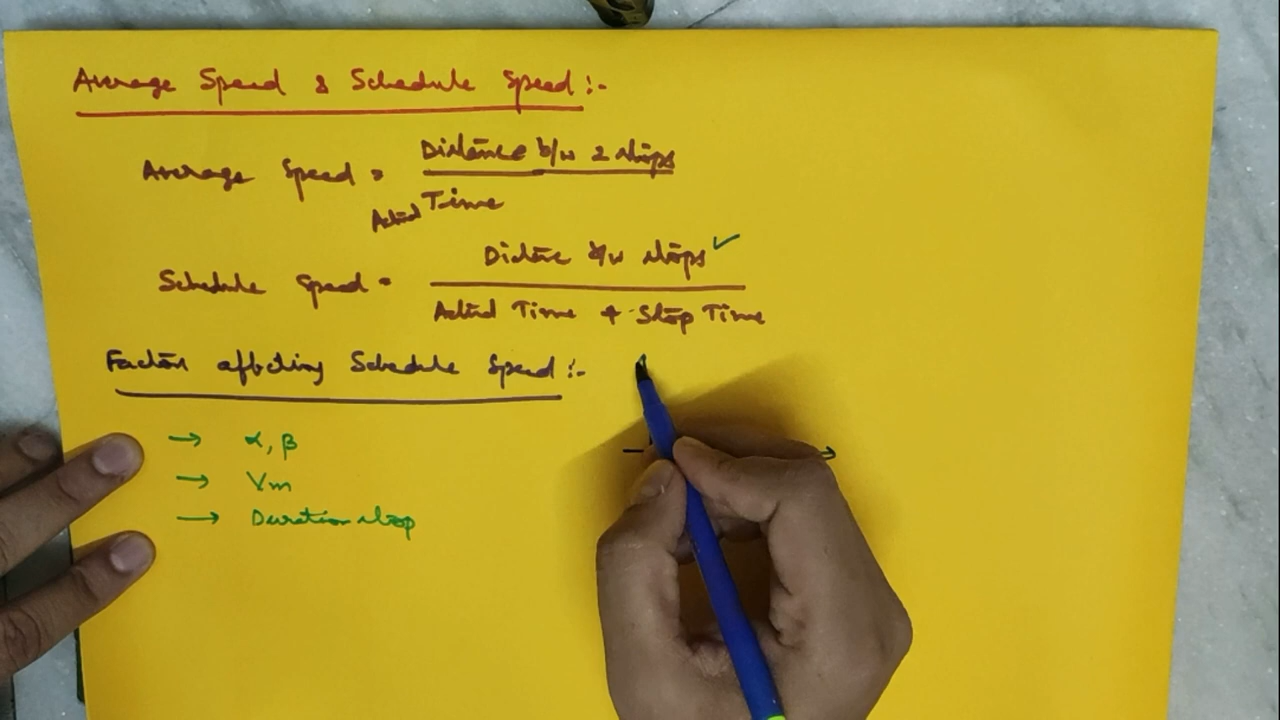 Average Speed & Schedule Speed :-
Average Speed = Distance b/w 2 stops
Actual Time
Schedule Speed = Distance b/w stops ✓
Actual Time + Stop Time
Factors affecting Schedule Speed :-
→ α, β
→ Vm
→ Duration stop